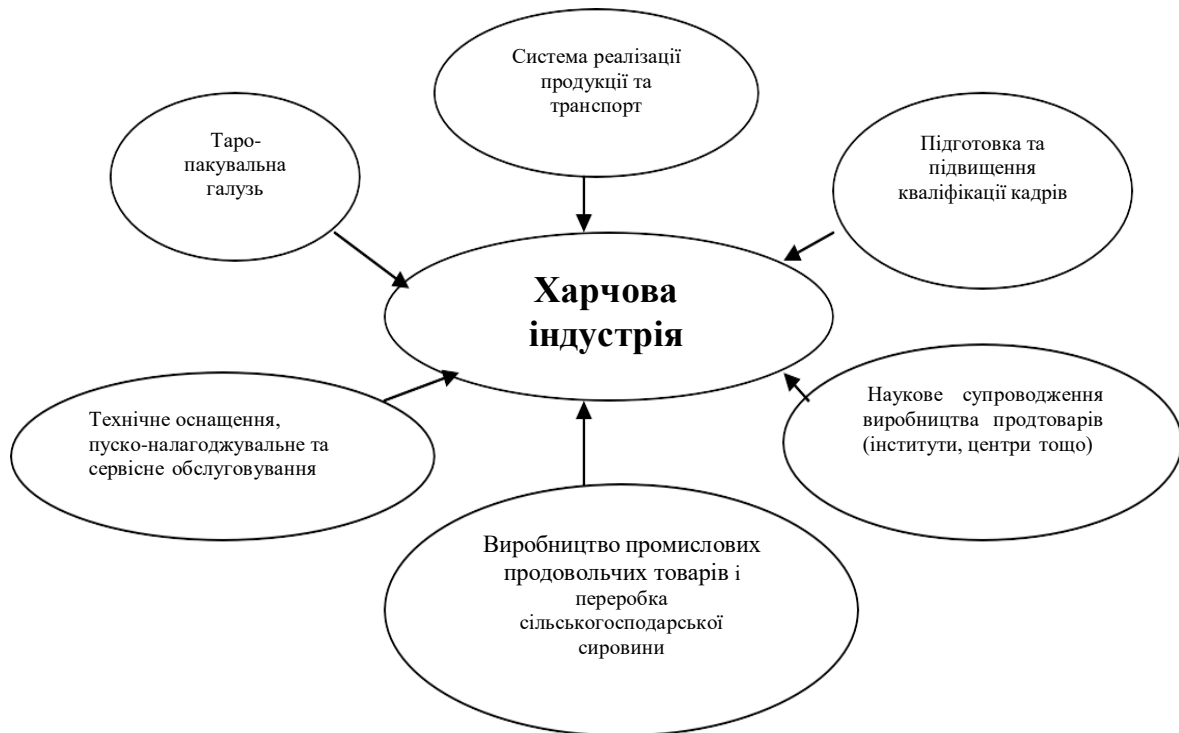 Система реалізації
продукції та
транспорт
Таро-
пакувальна
галузь
Підготовка та
підвищення
кваліфікації кадрів
Харчова
індустрія
Технічне оснащення,
пуско-налагоджувальне та
сервісне обслуговування
Наукове супроводження
виробництва продтоварів
(інститути, центри тощо)
Виробництво промислових
продовольчих товарів і
переробка
сільськогосподарської
сировини